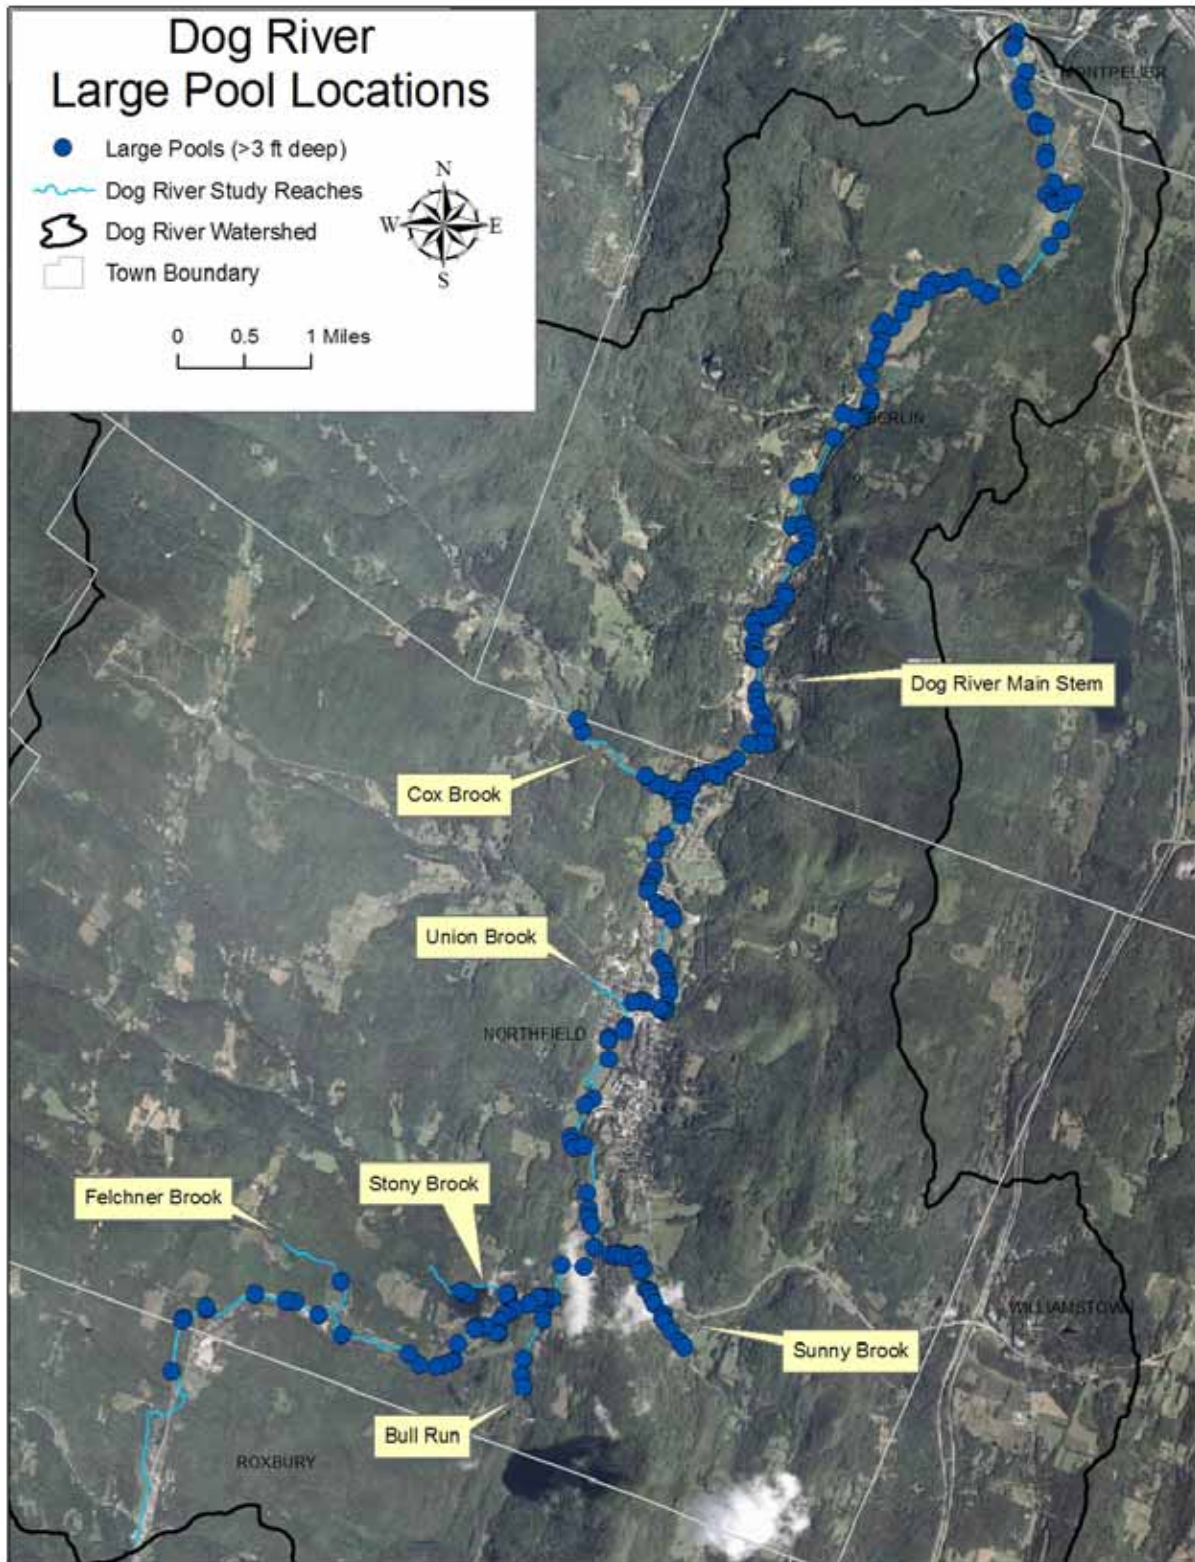 Dog River
Large Pool Locations
Large Pools (>3 ft deep)
Dog River Study Reaches
Dog River Watershed
Town Boundary
N
W
E
S
0 0.5 1 Miles
MONTPELIER
BERLIN
Dog River Main Stem
Cox Brook
Union Brook
NORTHFIELD
Stony Brook
Felchner Brook
WILLIAMSTOWN
Sunny Brook
Bull Run
ROXBURY